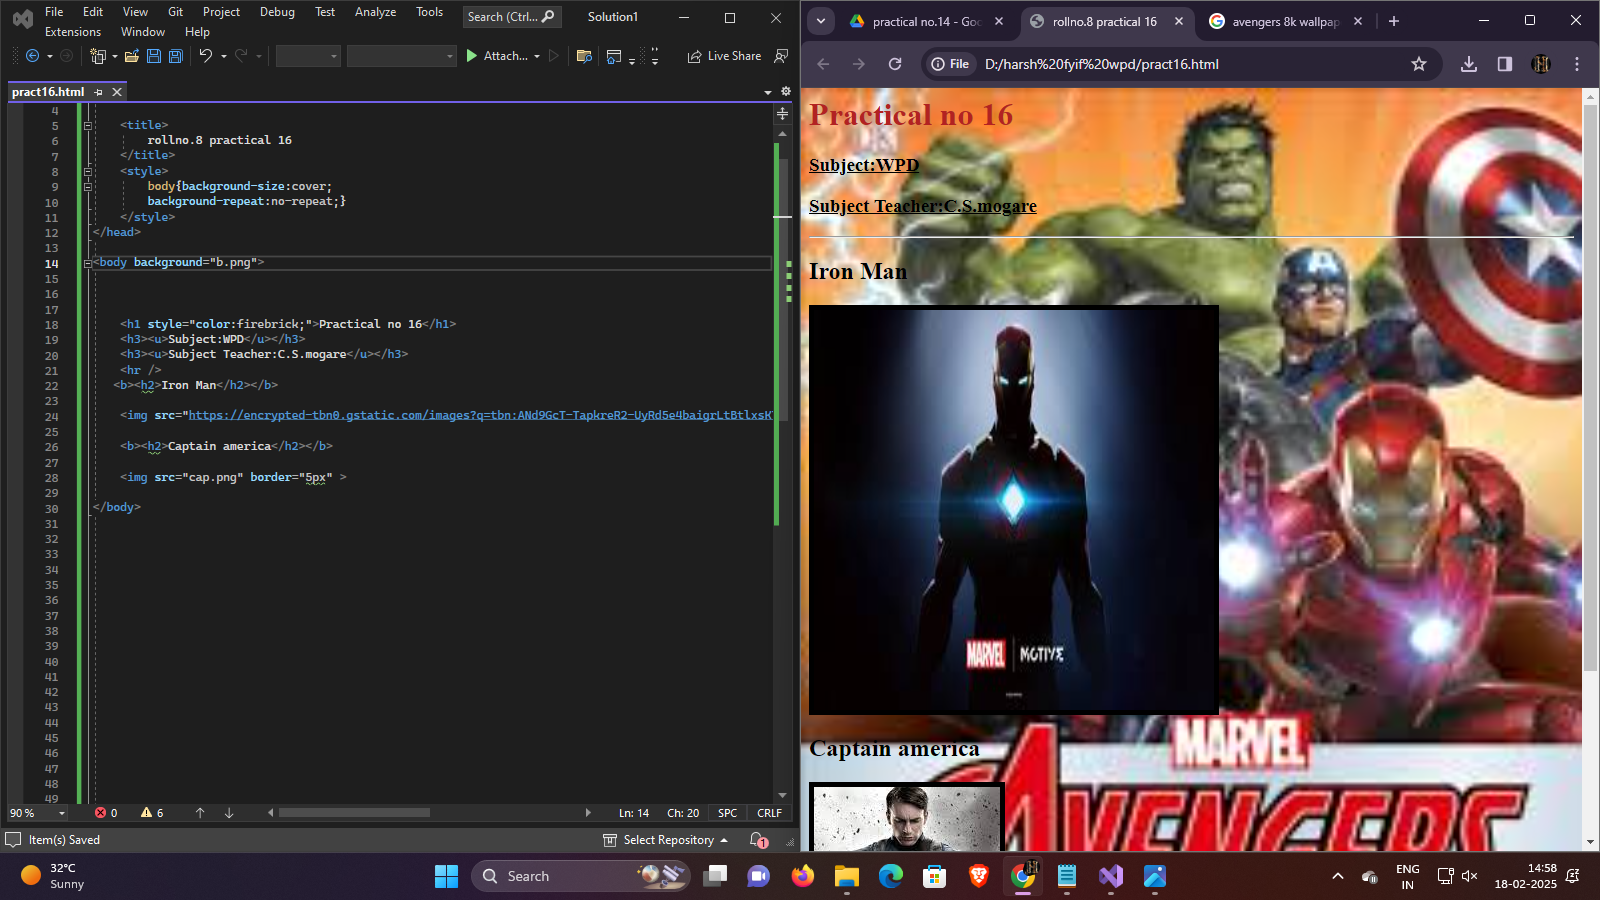 File Edit View Git Project Debug Test Analyze Tools Search (Ctrl... Solution1
Extensions Window Help
Attach... Live Share
pract16.html
4
5 <title>
6 rollno.8 practical 16
7 </title>
8 <style>
9 body{background-size:cover;
10 background-repeat:no-repeat;}
11 </style>
12 </head>
13
14 <body background="b.png">
15
16
17
18 <h1 style="color:firebrick;">Practical no 16</h1>
19 <h3><u>Subject:WPD</u></h3>
20 <h3><u>Subject Teacher:C.S.mogare</u></h3>
21 <hr />
22 <b><h2>Iron Man</h2></b>
23
24 <img src="https://encrypted-tbn0.gstatic.com/images?q=tbn:ANd9GcT-TapkreR2-UyRd5e4baigrLtBtlxsK
25
26 <b><h2>Captain america</h2></b>
27
28 <img src="cap.png" border="5px" >
29
30 </body>
31
32
33
34
35
36
37
38
39
40
41
42
43
44
45
46
47
48
49
90 % 0 6 Ln: 14 Ch: 20 SPC CRLF
Item(s) Saved Select Repository 1
practical no.14 - Goo rollno.8 practical 16 avengers 8k wallpap
File D:/harsh%20fyif%20wpd/pract16.html
Practical no 16
Subject:WPD
Subject Teacher:C.S.mogare
Iron Man
MARVEL MOTIVE
Captain america
MARVEL
AVENGERS
32°C
Sunny
Search
ENG
IN
14:58
18-02-2025